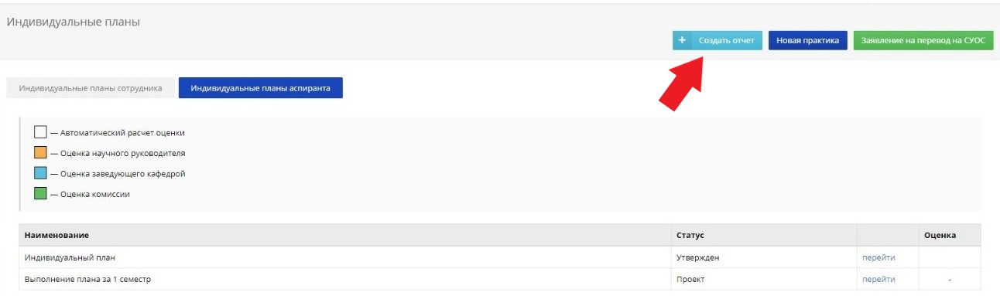 Индивидуальные планы
+ Создать отчет Новая практика Заявление на перевод на СУОС
Индивидуальные планы сотрудника Индивидуальные планы аспиранта
— Автоматический расчет оценки
— Оценка научного руководителя
— Оценка заведующего кафедрой
— Оценка комиссии
Наименование Статус Оценка
Индивидуальный план Утвержден перейти
Выполнение плана за 1 семестр Проект перейти -